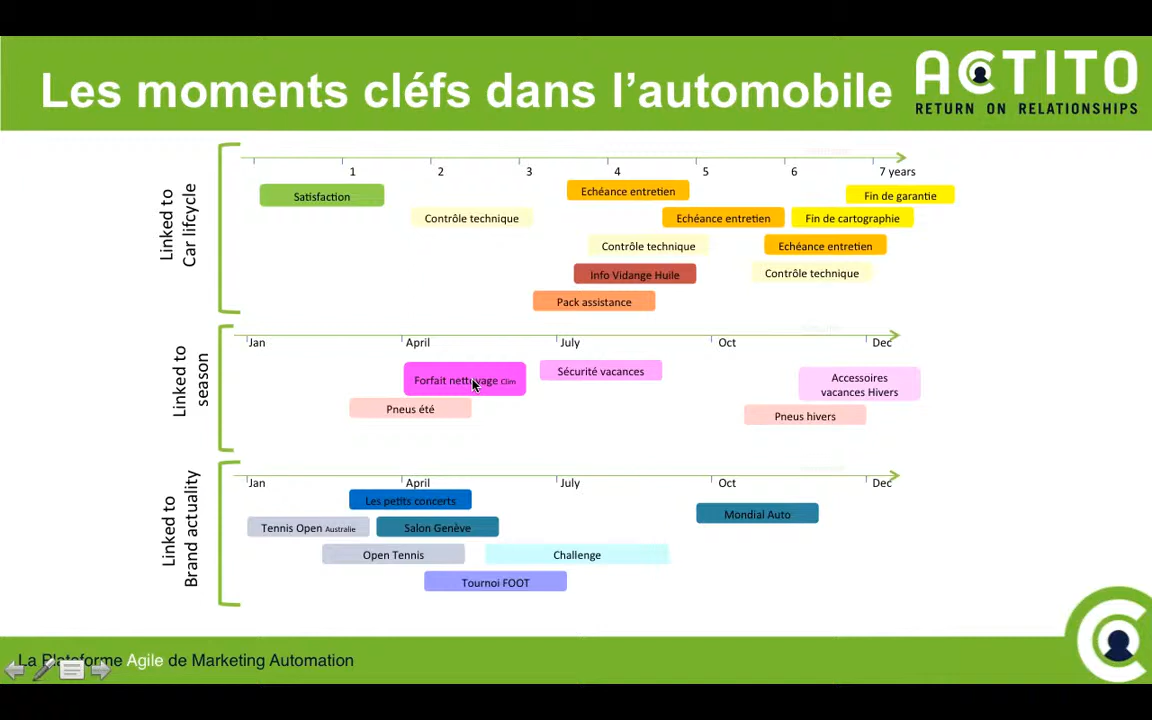 Les moments cléfs dans l’automobile
ACTITO
RETURN ON RELATIONSHIPS
Linked to
Car lifcycle
1 2 3 4 5 6 7 years
Satisfaction
Echéance entretien
Fin de garantie
Contrôle technique
Echéance entretien
Fin de cartographie
Contrôle technique
Echéance entretien
Info Vidange Huile
Contrôle technique
Pack assistance
Linked to
season
Jan April July Oct Dec
Forfait nettoyage Clim
Sécurité vacances
Accessoires
vacances Hivers
Pneus été
Pneus hivers
Linked to
Brand actuality
Jan April July Oct Dec
Les petits concerts
Mondial Auto
Tennis Open Australie
Salon Genève
Open Tennis
Challenge
Tournoi FOOT
La Plateforme Agile de Marketing Automation